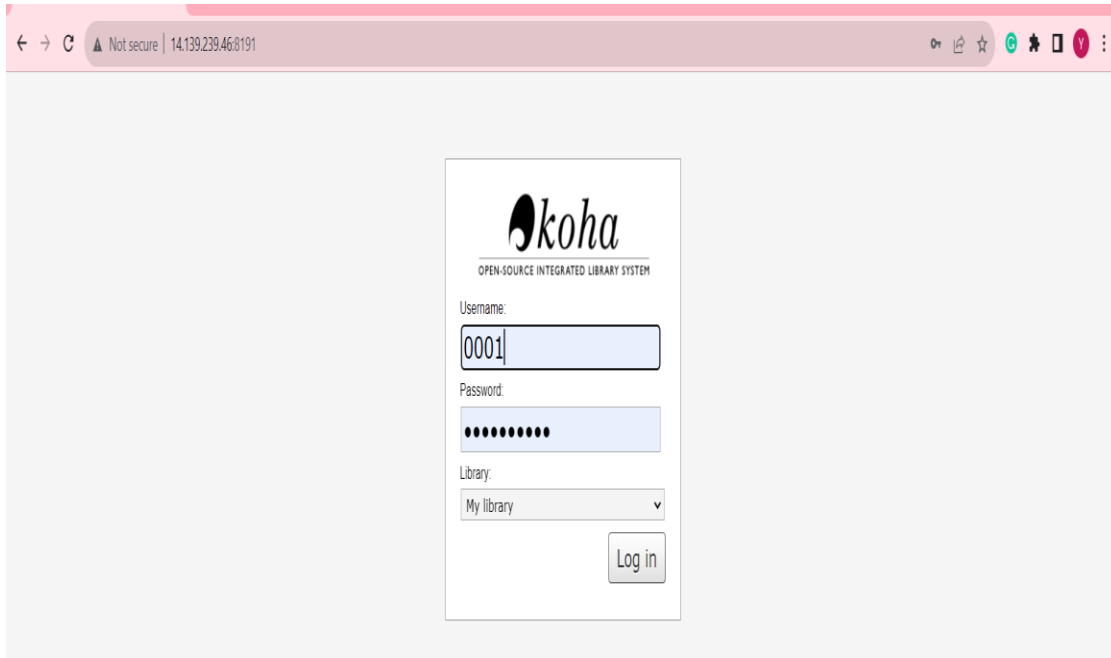 Not secure | 14.139.239.46:8191
G
Y
koha
OPEN-SOURCE INTEGRATED LIBRARY SYSTEM
Username:
0001
Password:
••••••••••
Library:
My library
Log in